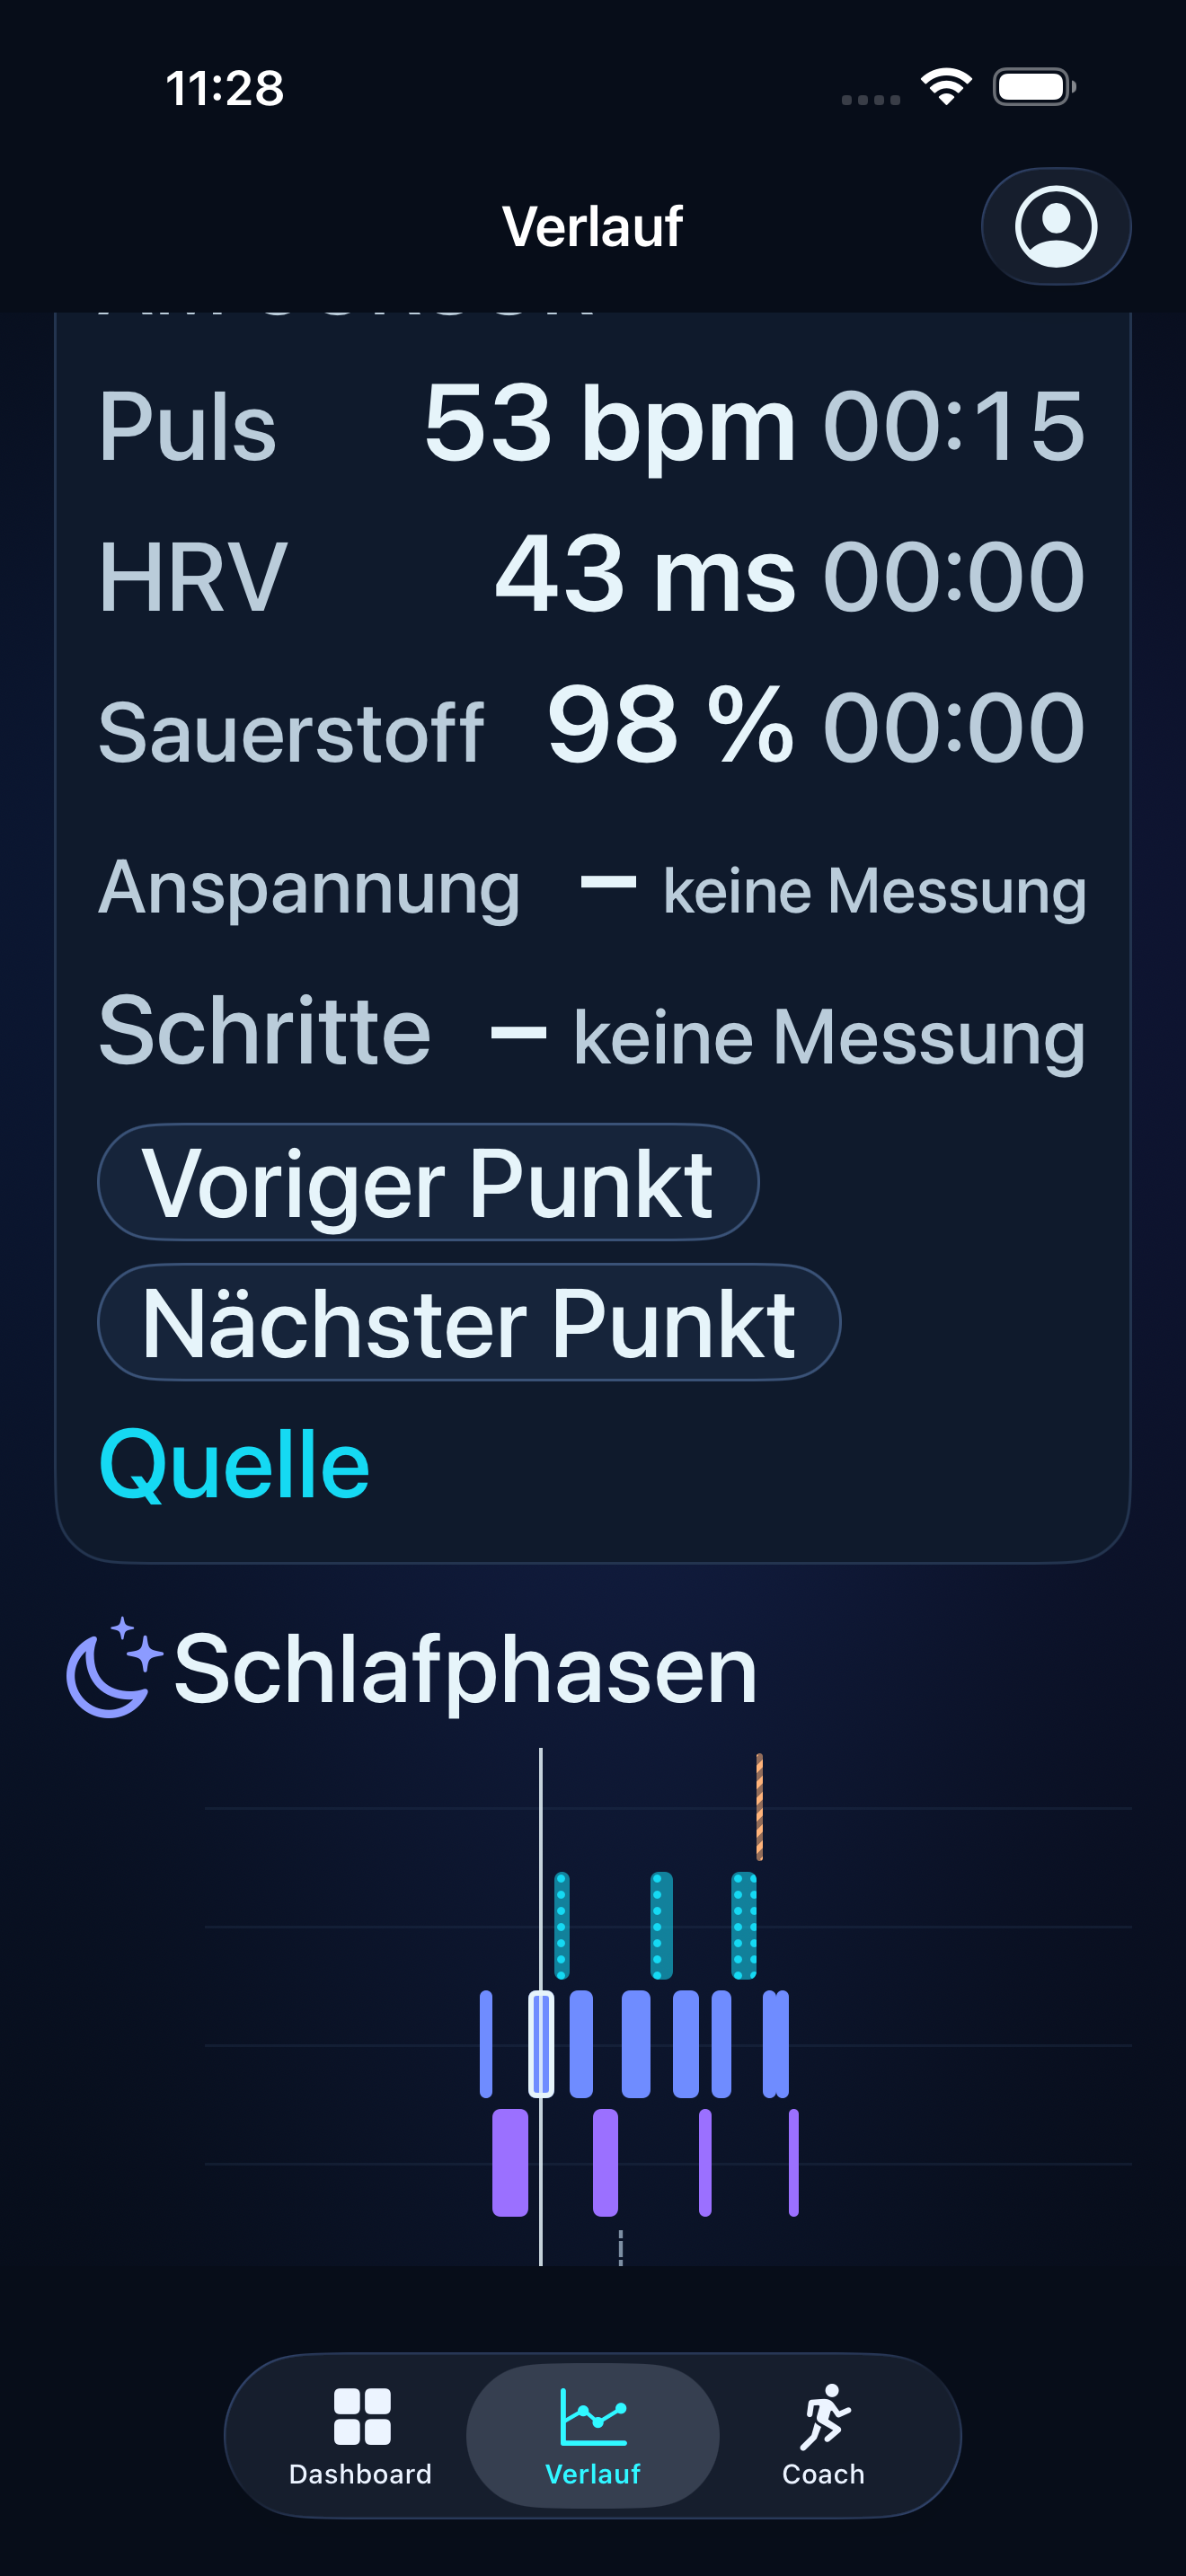 11:28
Verlauf
Puls 53 bpm 00:15
HRV 43 ms 00:00
Sauerstoff 98 % 00:00
Anspannung – keine Messung
Schritte – keine Messung
Voriger Punkt
Nächster Punkt
Quelle
Schlafphasen
Dashboard Verlauf Coach